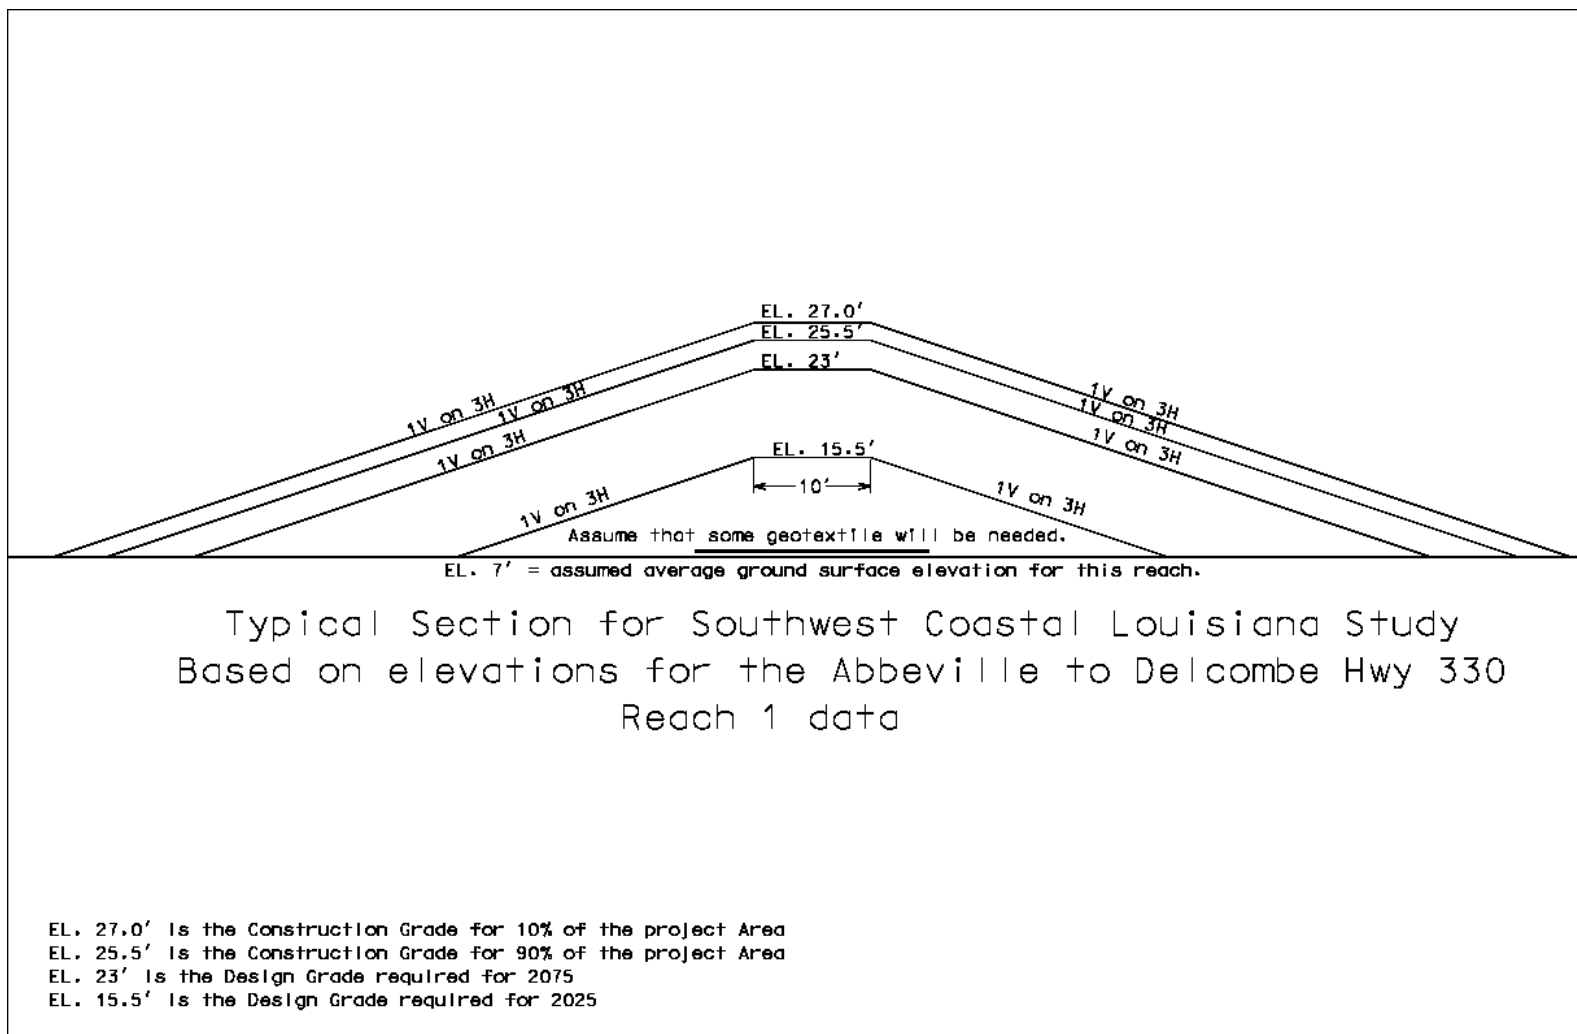 EL. 27.0'
EL. 25.5'
EL. 23'
1V on 3H
1V on 3H
1V on 3H
1V on 3H
1V on 3H
1V on 3H
EL. 15.5'
10'
1V on 3H
1V on 3H
Assume that some geotextile will be needed.
EL. 7' = assumed average ground surface elevation for this reach.
Typical Section for Southwest Coastal Louisiana Study
Based on elevations for the Abbeville to Delcombe Hwy 330
Reach 1 data
EL. 27.0' is the Construction Grade for 10% of the project Area
EL. 25.5' is the Construction Grade for 90% of the project Area
EL. 23' is the Design Grade required for 2075
EL. 15.5' is the Design Grade required for 2025